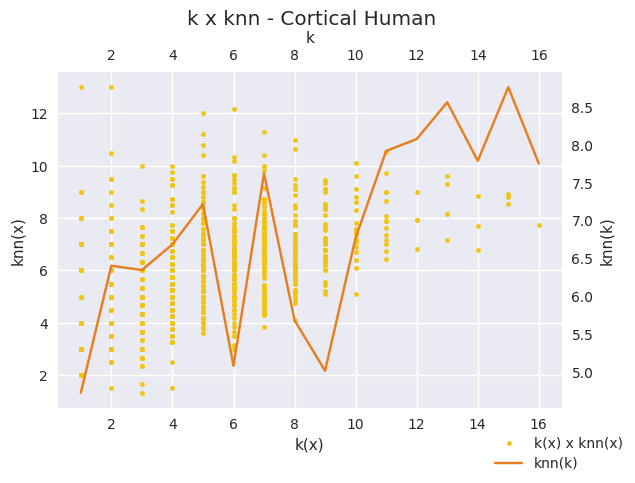 k x knn - Cortical Human
k
2 4 6 8 10 12 14 16
12
10
8
6
4
2
knn(x)
8.5
8.0
7.5
7.0
6.5
6.0
5.5
5.0
knn(k)
2 4 6 8 10 12 14 16
k(x)
k(x) x knn(x)
knn(k)